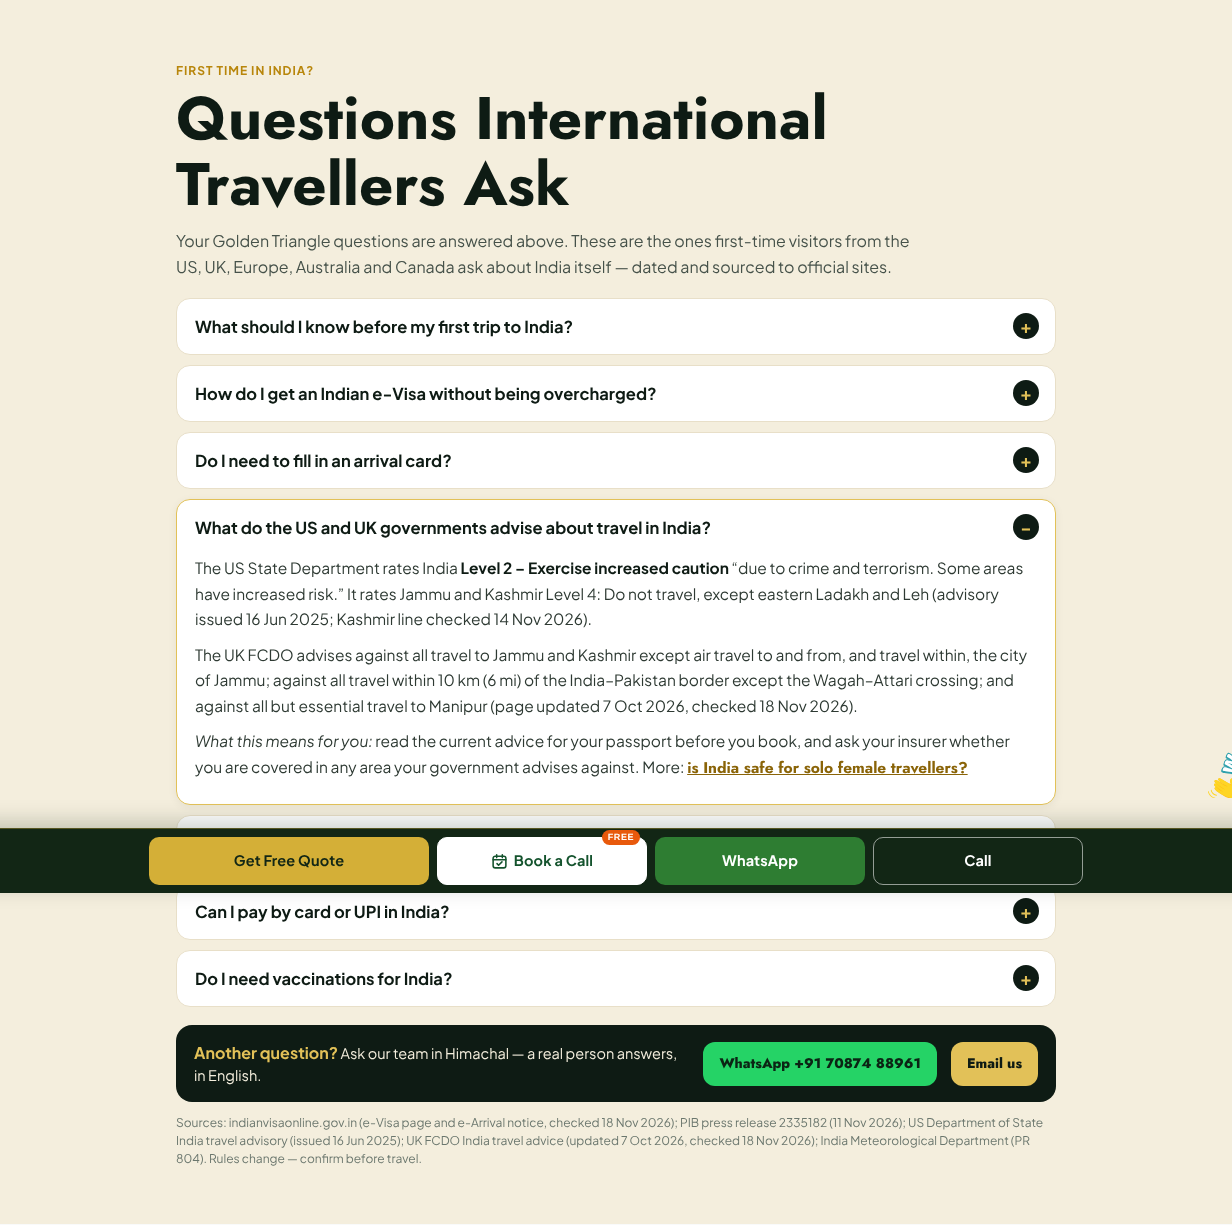 FIRST TIME IN INDIA?
Questions International
Travellers Ask
Your Golden Triangle questions are answered above. These are the ones first-time visitors from the
US, UK, Europe, Australia and Canada ask about India itself — dated and sourced to official sites.
What should I know before my first trip to India?
+
How do I get an Indian e-Visa without being overcharged?
+
Do I need to fill in an arrival card?
+
What do the US and UK governments advise about travel in India?
–
The US State Department rates India Level 2 – Exercise increased caution “due to crime and terrorism. Some areas
have increased risk.” It rates Jammu and Kashmir Level 4: Do not travel, except eastern Ladakh and Leh (advisory
issued 16 Jun 2025; Kashmir line checked 14 Nov 2026).
The UK FCDO advises against all travel to Jammu and Kashmir except air travel to and from, and travel within, the city
of Jammu; against all travel within 10 km (6 mi) of the India–Pakistan border except the Wagah–Attari crossing; and
against all but essential travel to Manipur (page updated 7 Oct 2026, checked 18 Nov 2026).
What this means for you: read the current advice for your passport before you book, and ask your insurer whether
you are covered in any area your government advises against. More: is India safe for solo female travellers?
Get Free Quote
Book a Call
FREE
WhatsApp
Call
Can I pay by card or UPI in India?
+
Do I need vaccinations for India?
+
Another question? Ask our team in Himachal — a real person answers,
in English.
WhatsApp +91 70874 88961
Email us
Sources: indianvisaonline.gov.in (e-Visa page and e-Arrival notice, checked 18 Nov 2026); PIB press release 2335182 (11 Nov 2026); US Department of State
India travel advisory (issued 16 Jun 2025); UK FCDO India travel advice (updated 7 Oct 2026, checked 18 Nov 2026); India Meteorological Department (PR
804). Rules change — confirm before travel.